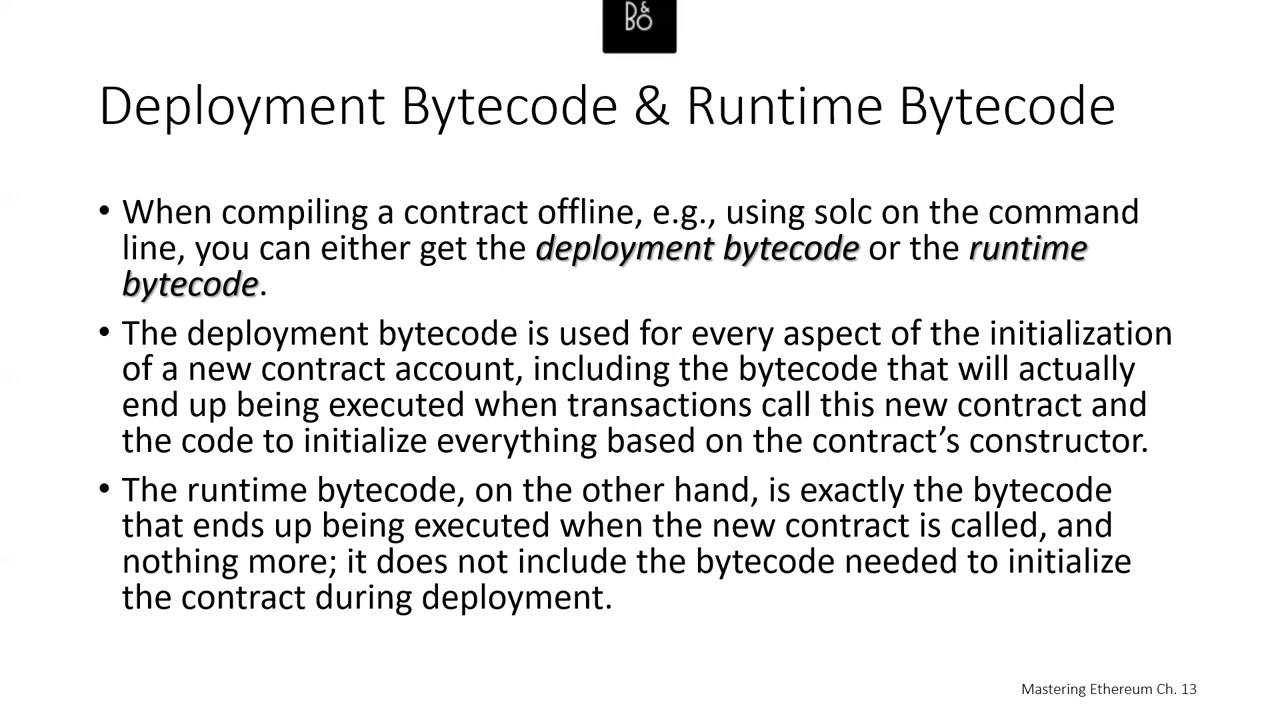 D&
BO
Deployment Bytecode & Runtime Bytecode
• When compiling a contract offline, e.g., using solc on the command
line, you can either get the deployment bytecode or the runtime
bytecode.
• The deployment bytecode is used for every aspect of the initialization
of a new contract account, including the bytecode that will actually
end up being executed when transactions call this new contract and
the code to initialize everything based on the contract’s constructor.
• The runtime bytecode, on the other hand, is exactly the bytecode
that ends up being executed when the new contract is called, and
nothing more; it does not include the bytecode needed to initialize
the contract during deployment.
Mastering Ethereum Ch. 13